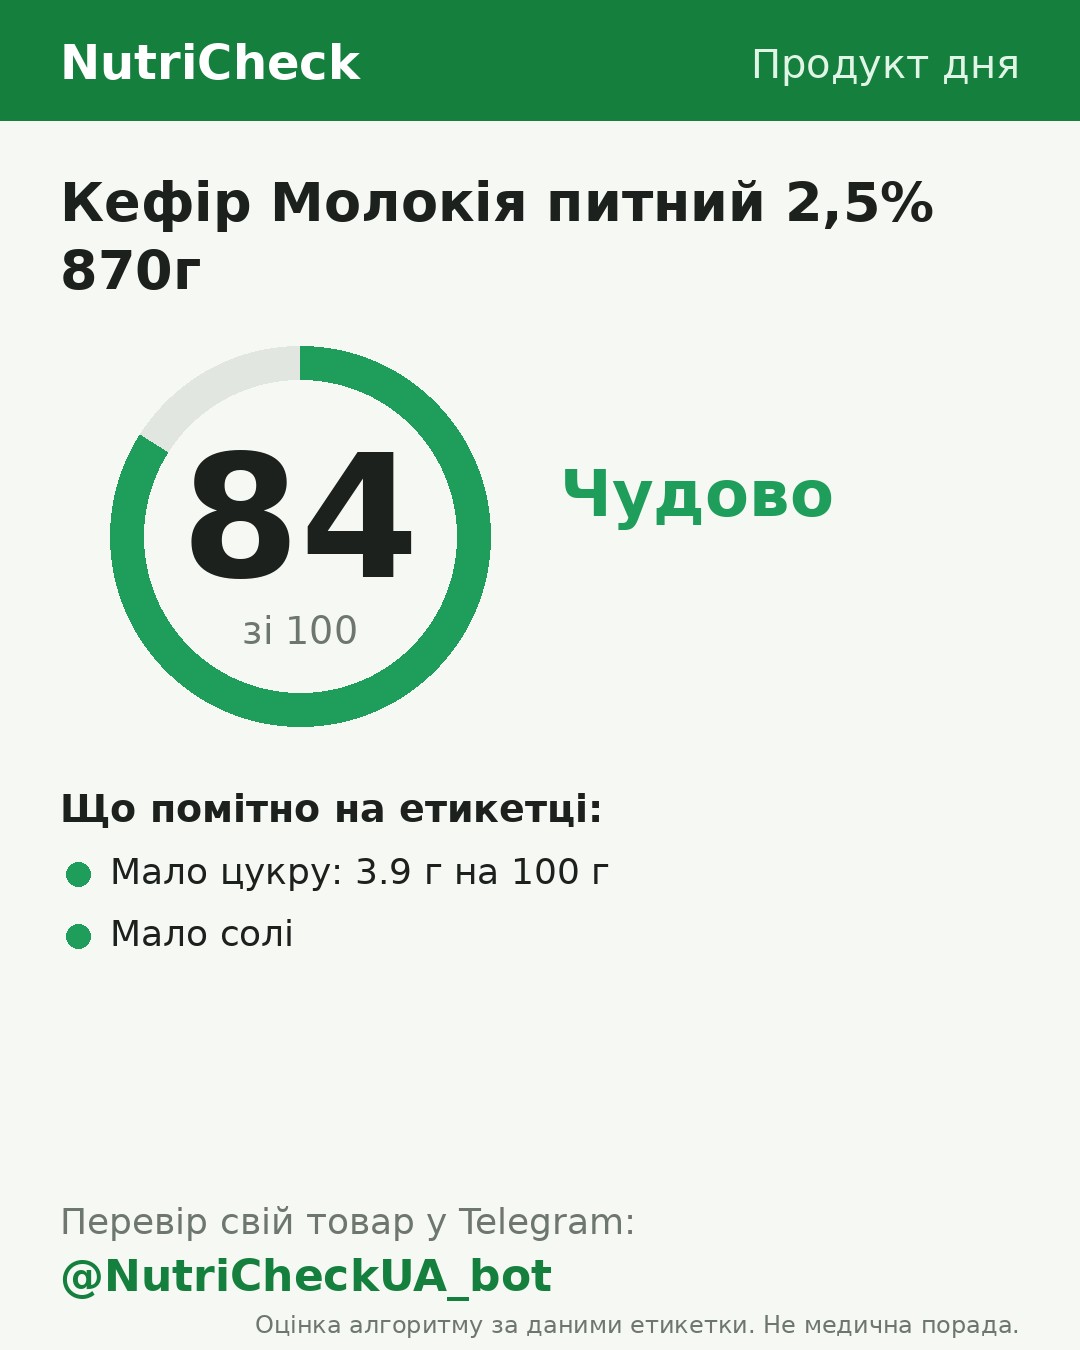 NutriCheck
Продукт дня
Кефір Молокія питний 2,5%
870г
84
зі 100
Чудово
Що помітно на етикетці:
Мало цукру: 3.9 г на 100 г
Мало солі
Перевір свій товар у Telegram:
@NutriCheckUA_bot
Оцінка алгоритму за даними етикетки. Не медична порада.